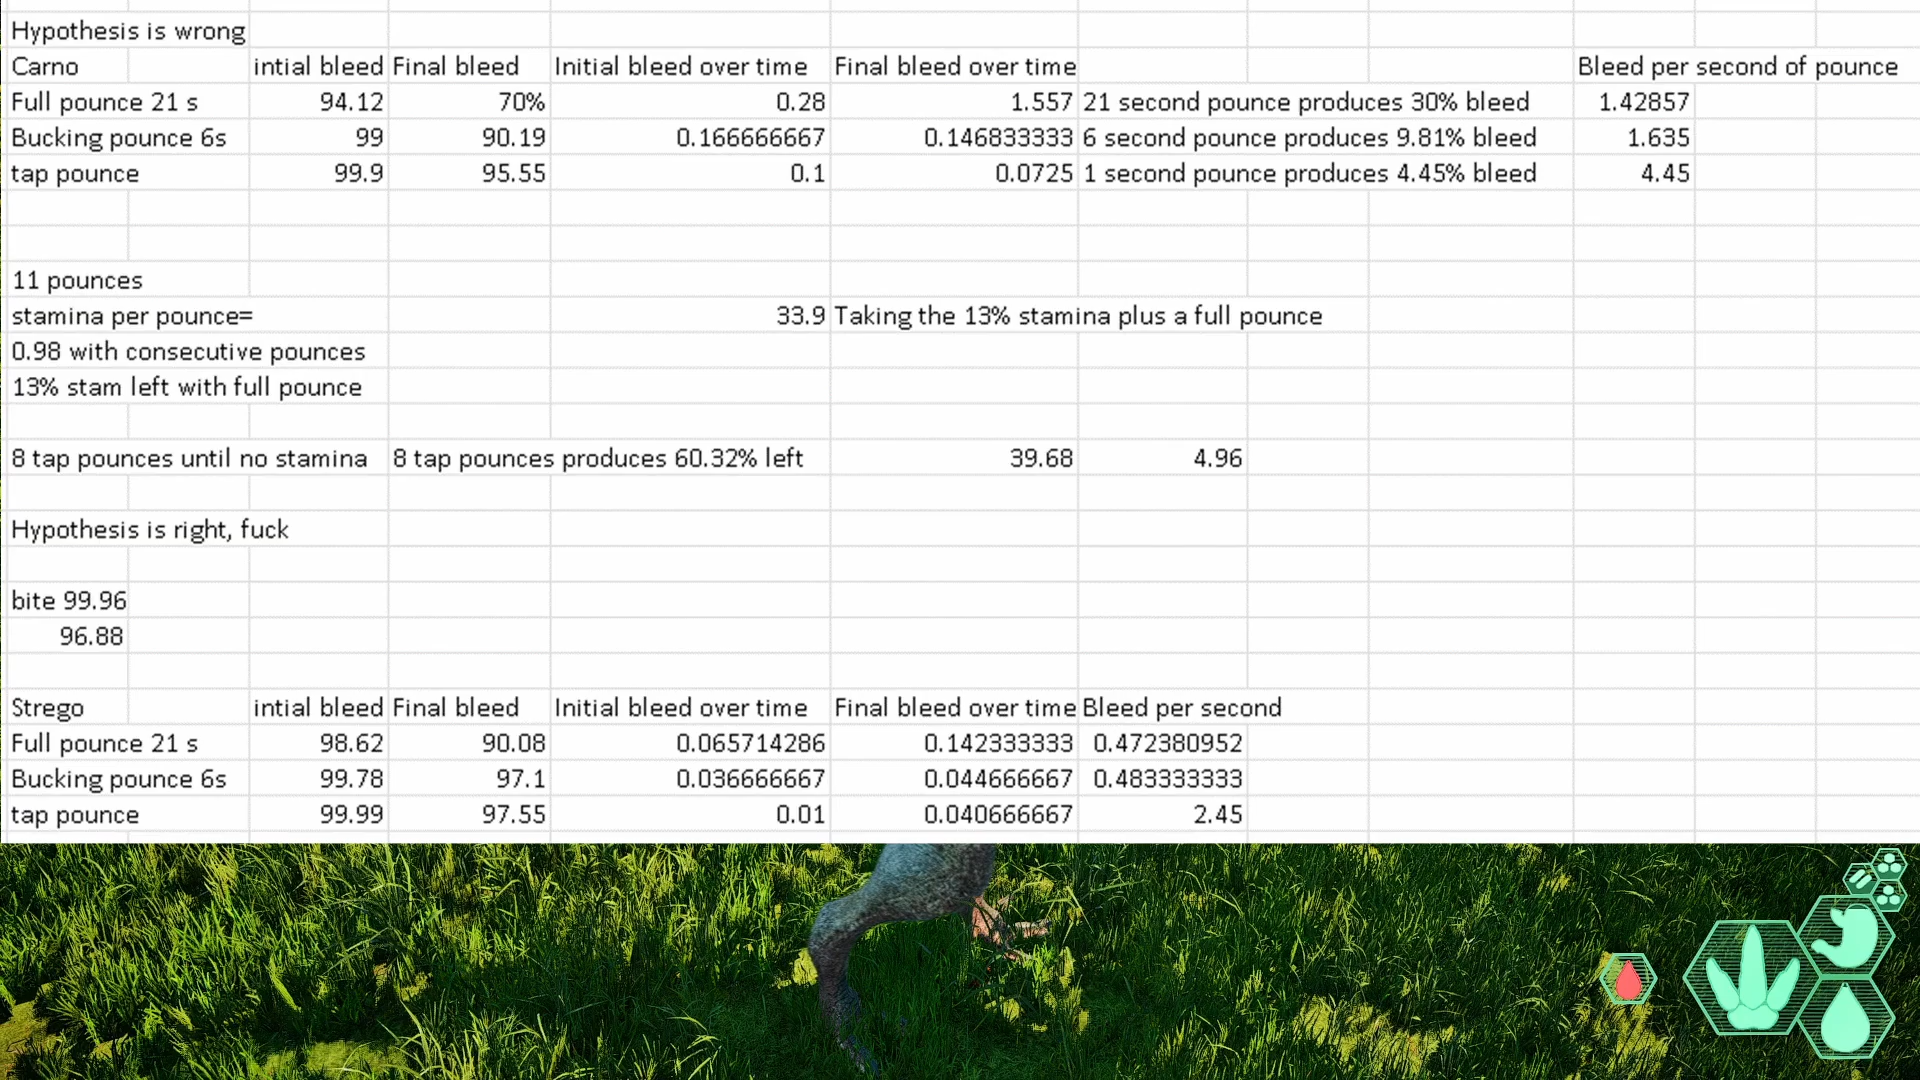 Hypothesis is wrong
Carno intial bleed Final bleed Initial bleed over time Final bleed over time Bleed per second of pounce
Full pounce 21 s 94.12 70% 0.28 1.557 21 second pounce produces 30% bleed 1.42857
Bucking pounce 6s 99 90.19 0.166666667 0.146833333 6 second pounce produces 9.81% bleed 1.635
tap pounce 99.9 95.55 0.1 0.0725 1 second pounce produces 4.45% bleed 4.45
11 pounces
stamina per pounce= 33.9 Taking the 13% stamina plus a full pounce
0.98 with consecutive pounces
13% stam left with full pounce
8 tap pounces until no stamina 8 tap pounces produces 60.32% left 39.68 4.96
Hypothesis is right, fuck
bite 99.96
96.88
Strego intial bleed Final bleed Initial bleed over time Final bleed over time Bleed per second
Full pounce 21 s 98.62 90.08 0.065714286 0.142333333 0.472380952
Bucking pounce 6s 99.78 97.1 0.036666667 0.044666667 0.483333333
tap pounce 99.99 97.55 0.01 0.040666667 2.45